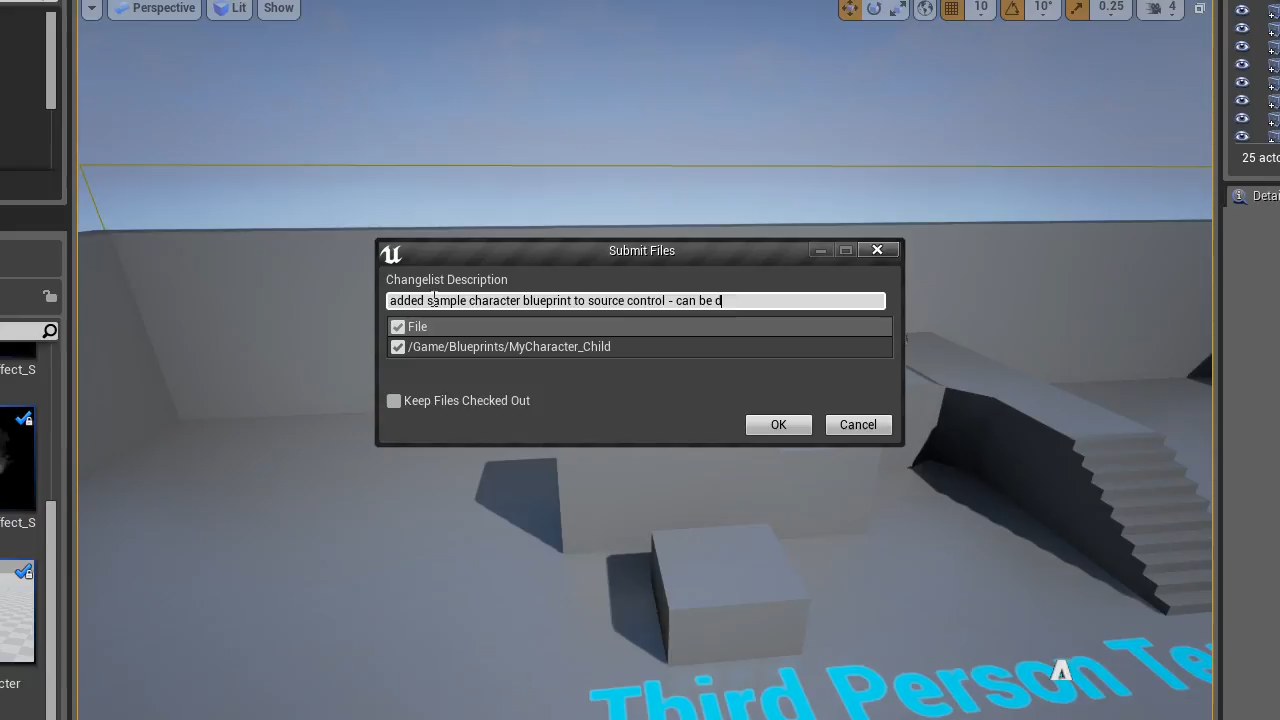 Perspective
Lit
Show
10
10°
0.25
4
25 acto
Detai
Submit Files
Changelist Description
added sample character blueprint to source control - can be d
File
/Game/Blueprints/MyCharacter_Child
Keep Files Checked Out
OK
Cancel
ffect_S
ffect_S
cter
Third Person Te